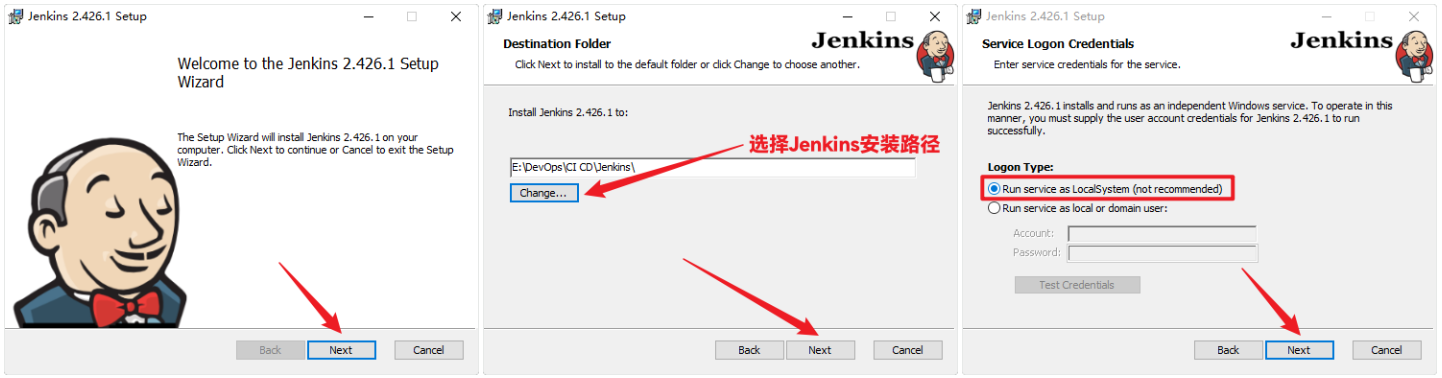 Jenkins 2.426.1 Setup
Welcome to the Jenkins 2.426.1 Setup
Wizard
The Setup Wizard will install Jenkins 2.426.1 on your
computer. Click Next to continue or Cancel to exit the Setup
Wizard.
Back
Next
Cancel
Jenkins 2.426.1 Setup
Destination Folder
Click Next to install to the default folder or click Change to choose another.
Jenkins
Install Jenkins 2.426.1 to:
选择Jenkins安装路径
E:\DevOps\CI CD\Jenkins\
Change...
Back
Next
Cancel
Jenkins 2.426.1 Setup
Service Logon Credentials
Enter service credentials for the service.
Jenkins
Jenkins 2.426.1 installs and runs as an independent Windows service. To operate in this
manner, you must supply the user account credentials for Jenkins 2.426.1 to run
successfully.
Logon Type:
Run service as LocalSystem (not recommended)
Run service as local or domain user:
Account:
Password:
Test Credentials
Back
Next
Cancel